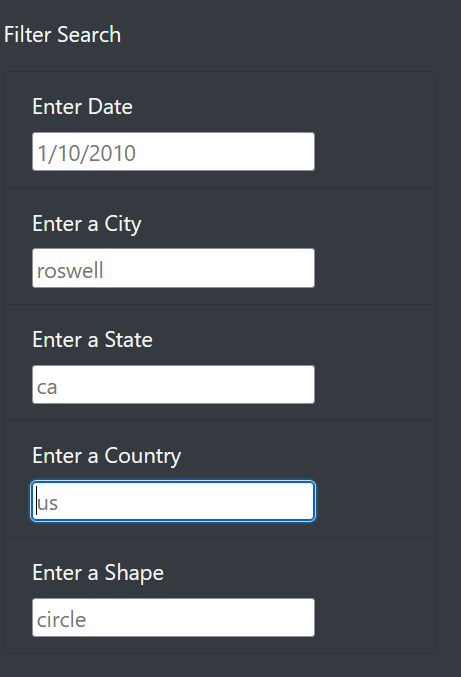 Filter Search
Enter Date
1/10/2010
Enter a City
roswell
Enter a State
ca
Enter a Country
us
Enter a Shape
circle